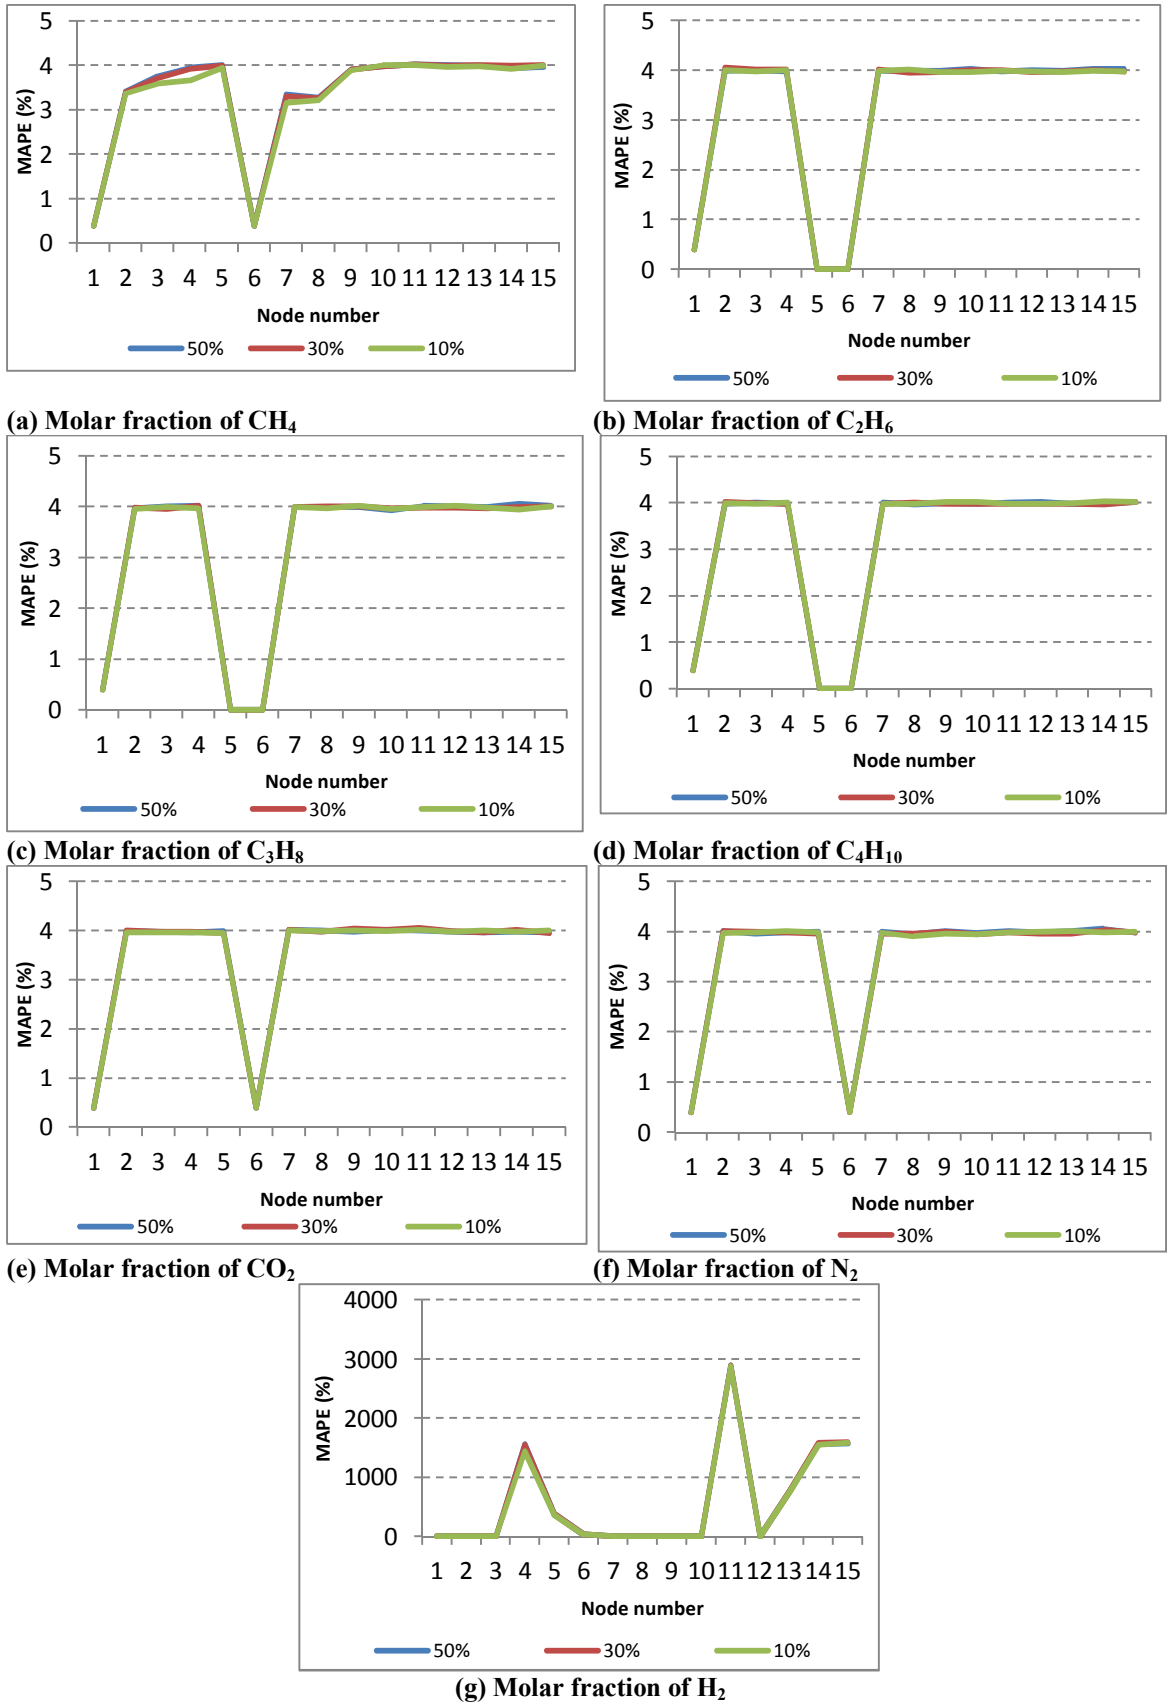 5
4
3
2
1
0
MAPE (%)
1 2 3 4 5 6 7 8 9 10 11 12 13 14 15
Node number
50% 30% 10%
(a) Molar fraction of CH4
5
4
3
2
1
0
MAPE (%)
1 2 3 4 5 6 7 8 9 10 11 12 13 14 15
Node number
50% 30% 10%
(b) Molar fraction of C2H6
5
4
3
2
1
0
MAPE (%)
1 2 3 4 5 6 7 8 9 10 11 12 13 14 15
Node number
50% 30% 10%
(c) Molar fraction of C3H8
5
4
3
2
1
0
MAPE (%)
1 2 3 4 5 6 7 8 9 10 11 12 13 14 15
Node number
50% 30% 10%
(d) Molar fraction of C4H10
5
4
3
2
1
0
MAPE (%)
1 2 3 4 5 6 7 8 9 10 11 12 13 14 15
Node number
50% 30% 10%
(e) Molar fraction of CO2
5
4
3
2
1
0
MAPE (%)
1 2 3 4 5 6 7 8 9 10 11 12 13 14 15
Node number
50% 30% 10%
(f) Molar fraction of N2
4000
3000
2000
1000
0
MAPE (%)
1 2 3 4 5 6 7 8 9 10 11 12 13 14 15
Node number
50% 30% 10%
(g) Molar fraction of H2